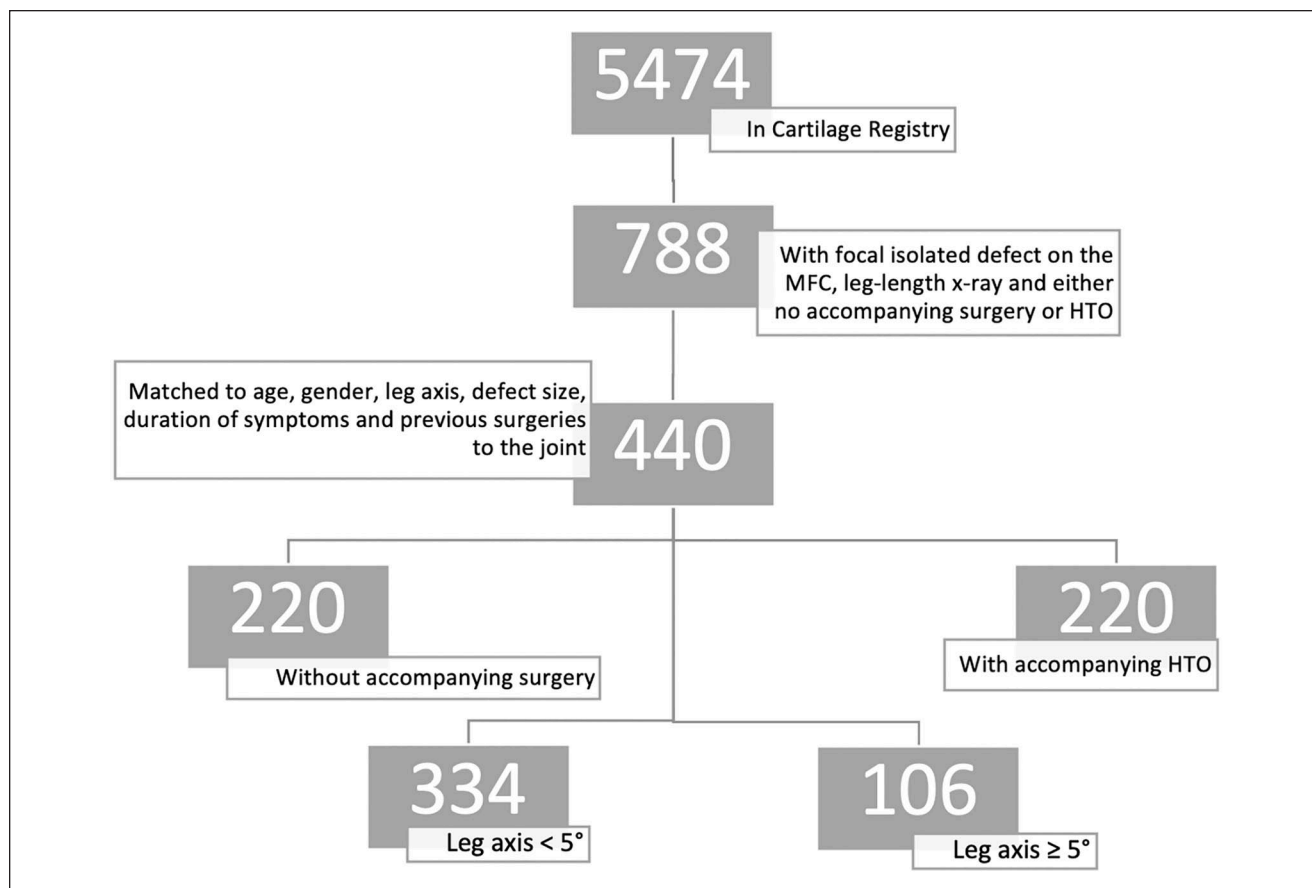 5474
In Cartilage Registry
788
With focal isolated defect on the
MFC, leg-length x-ray and either
no accompanying surgery or HTO
Matched to age, gender, leg axis, defect size,
duration of symptoms and previous surgeries
to the joint
440
220
Without accompanying surgery
220
With accompanying HTO
334
Leg axis < 5°
106
Leg axis ≥ 5°